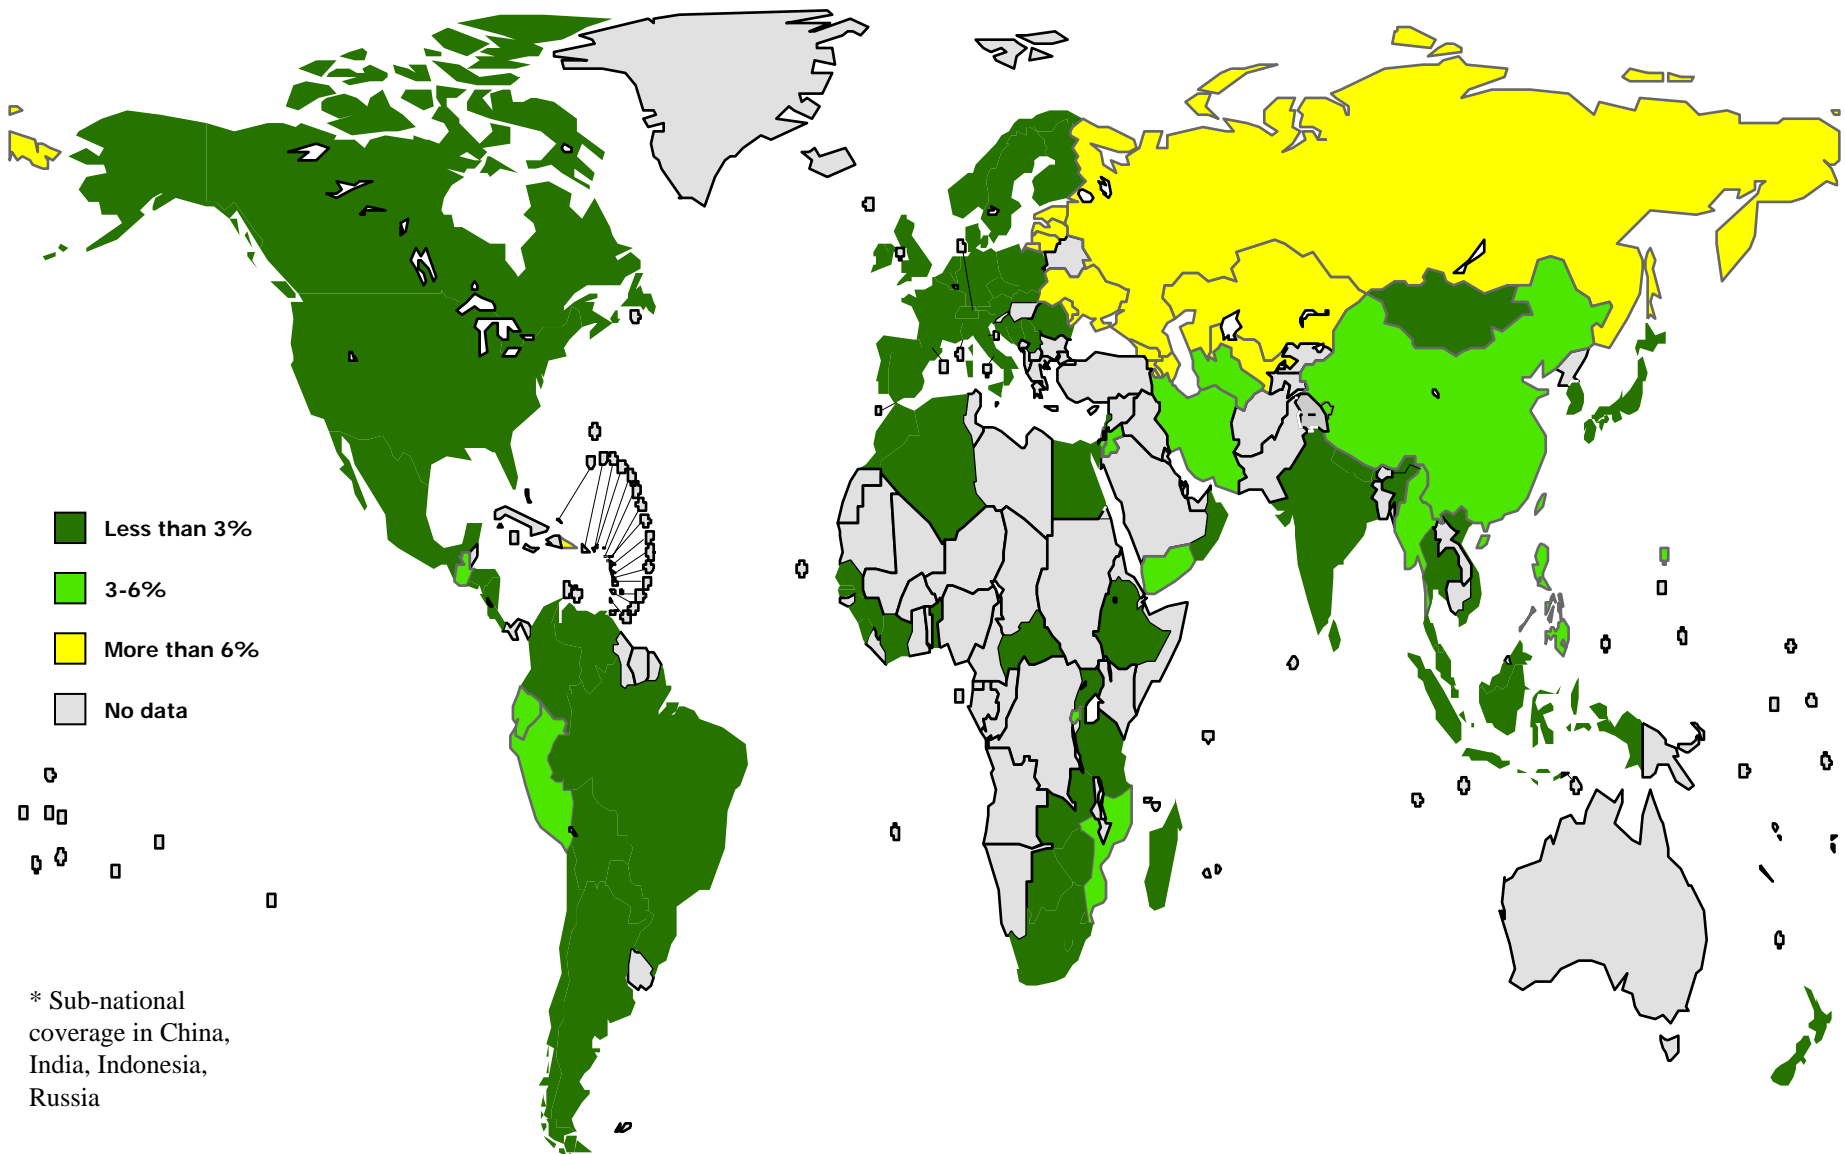 Less than 3%
3-6%
More than 6%
No data
* Sub-national
coverage in China,
India, Indonesia,
Russia